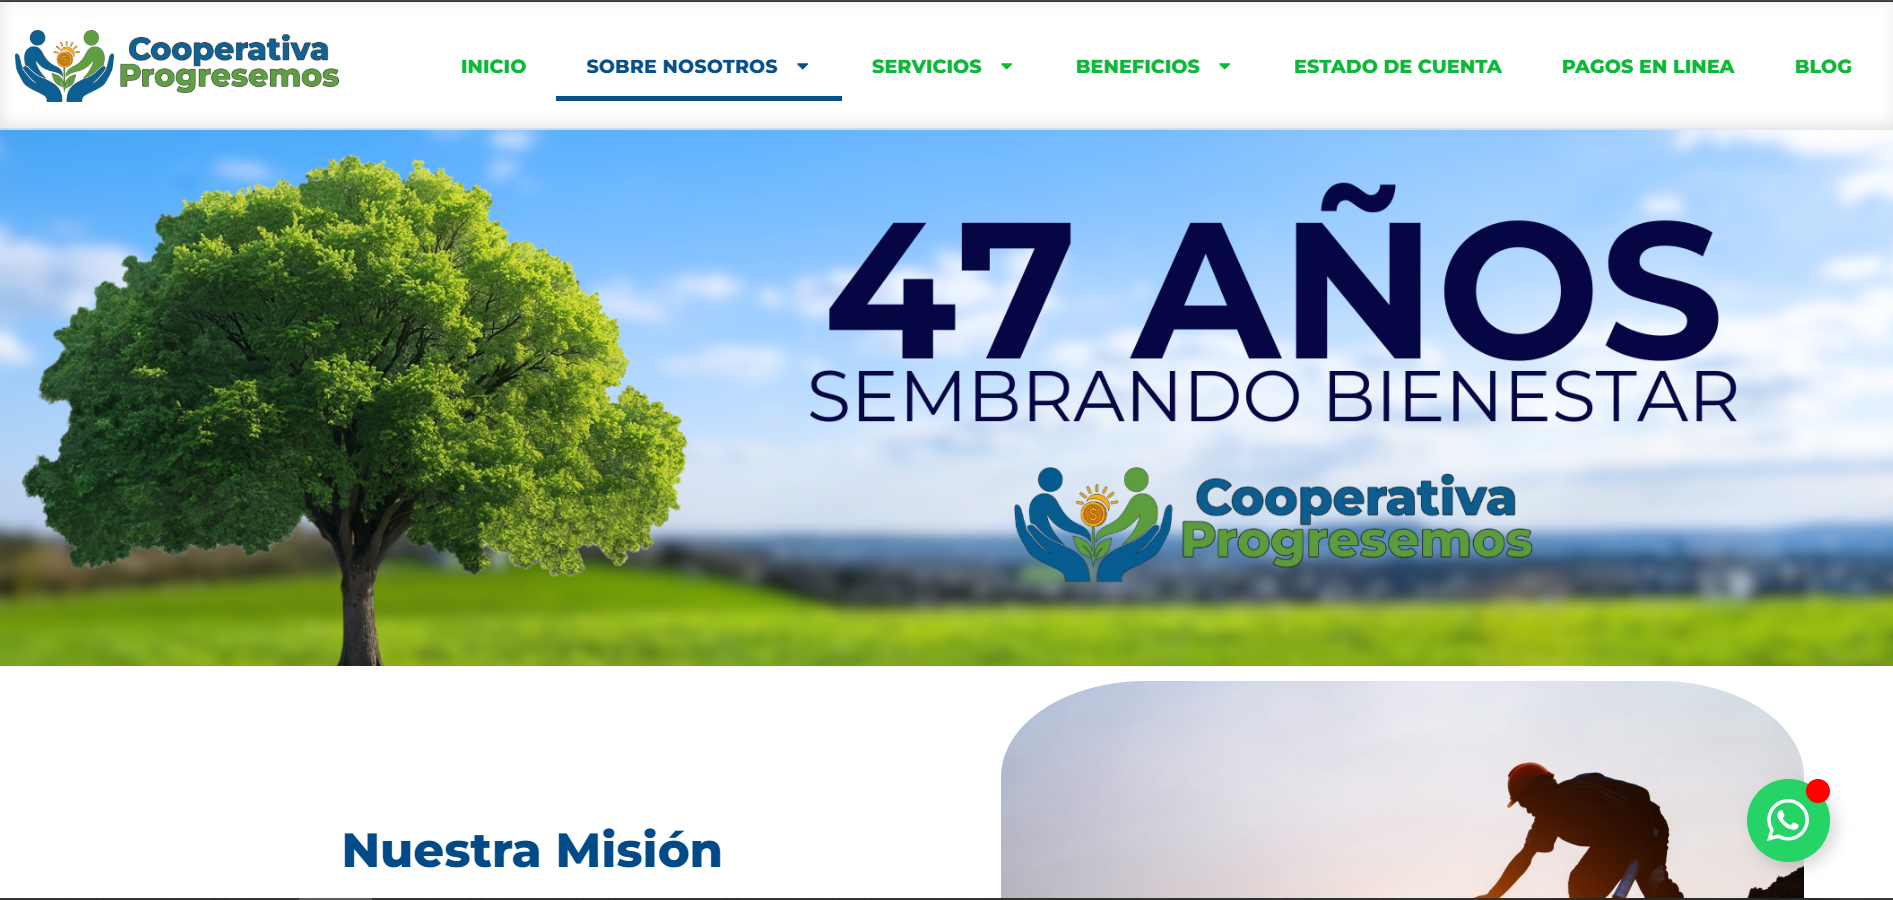 Cooperativa
Progresemos
INICIO
SOBRE NOSOTROS
SERVICIOS
BENEFICIOS
ESTADO DE CUENTA
PAGOS EN LINEA
BLOG
47 AÑOS
SEMBRANDO BIENESTAR
$
Cooperativa
Progresemos
Nuestra Misión